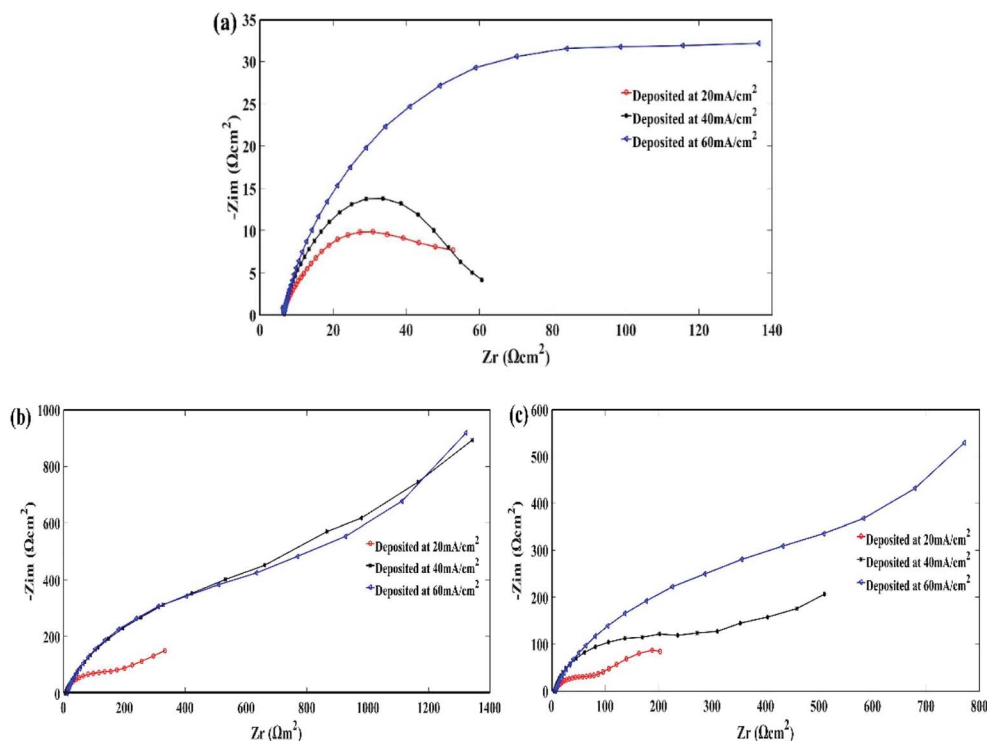 (a)
35
30
25
20
15
10
5
0
-Zim (Ωcm²)
Deposited at 20mA/cm²
Deposited at 40mA/cm²
Deposited at 60mA/cm²
0 20 40 60 80 100 120 140
Zr (Ωcm²)
(b)
1000
800
600
400
200
0
-Zim (Ωcm²)
Deposited at 20mA/cm²
Deposited at 40mA/cm²
Deposited at 60mA/cm²
0 200 400 600 800 1000 1200 1400
Zr (Ωm²)
(c)
600
500
400
300
200
100
0
-Zim (Ωcm²)
Deposited at 20mA/cm²
Deposited at 40mA/cm²
Deposited at 60mA/cm²
0 100 200 300 400 500 600 700 800
Zr (Ωcm²)